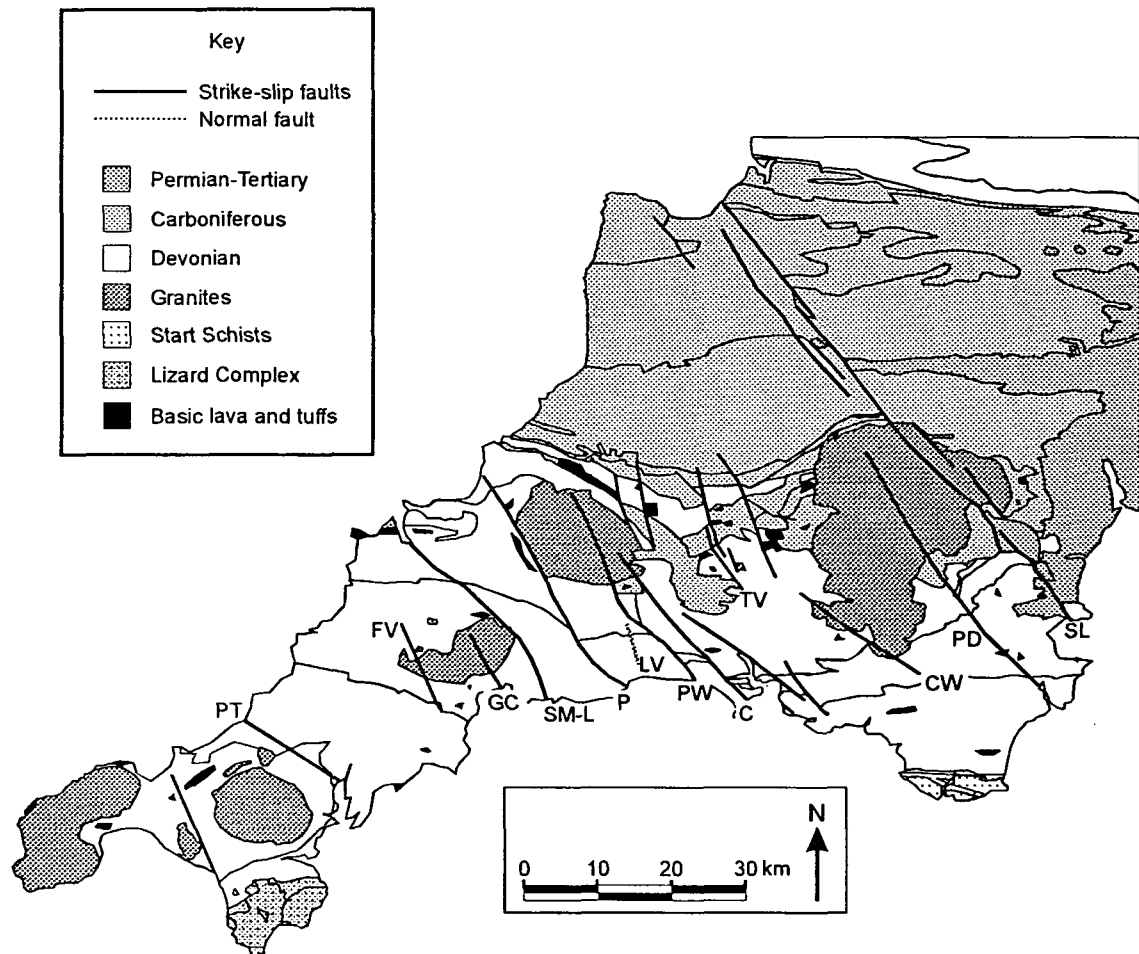 Key
Strike-slip faults
Normal fault
Permian-Tertiary
Carboniferous
Devonian
Granites
Start Schists
Lizard Complex
Basic lava and tuffs
TV
FV
PD
SL
LV
GC
SM-L
P
PW
C
CW
PT
N
0 10 20 30 km